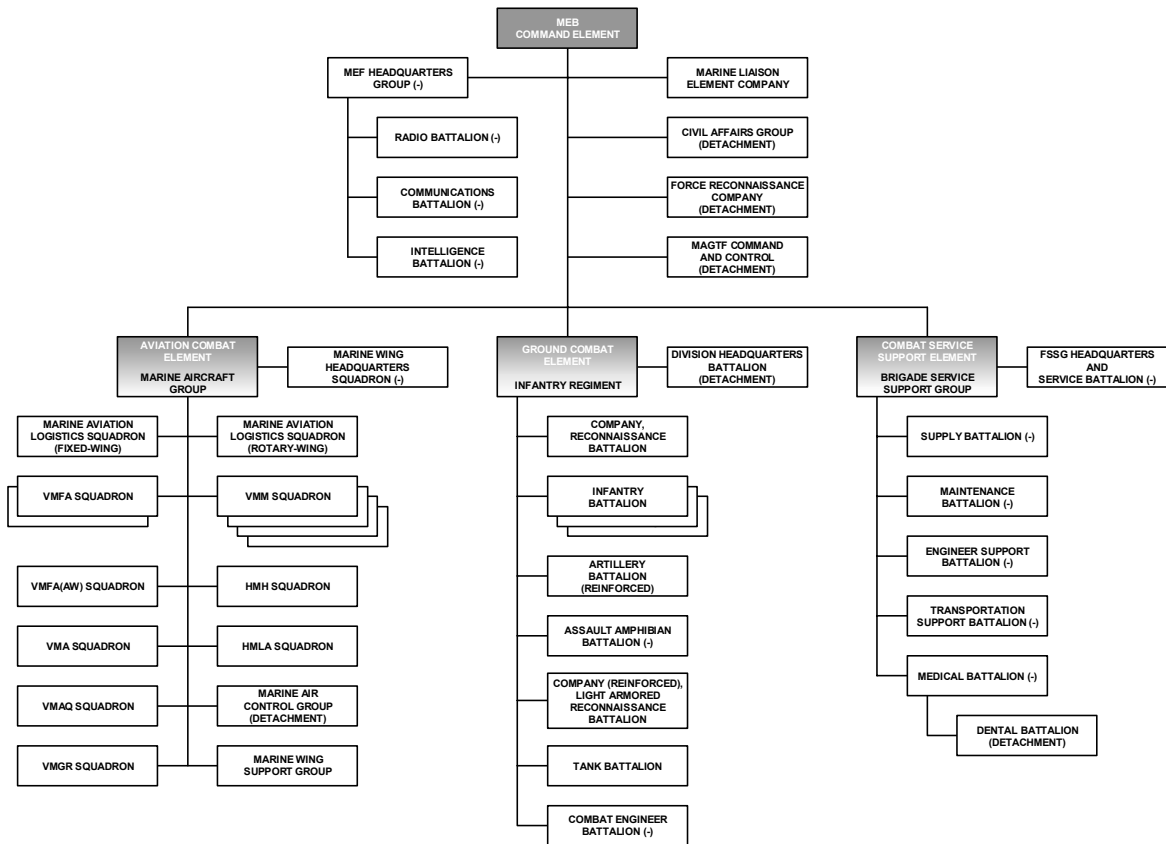 MEB
COMMAND ELEMENT
MEF HEADQUARTERS
GROUP (-)
MARINE LIAISON
ELEMENT COMPANY
RADIO BATTALION (-)
CIVIL AFFAIRS GROUP
(DETACHMENT)
COMMUNICATIONS
BATTALION (-)
FORCE RECONNAISSANCE
COMPANY
(DETACHMENT)
INTELLIGENCE
BATTALION (-)
MAGTF COMMAND
AND CONTROL
(DETACHMENT)
AVIATION COMBAT
ELEMENT
MARINE AIRCRAFT
GROUP
MARINE WING
HEADQUARTERS
SQUADRON (-)
GROUND COMBAT
ELEMENT
INFANTRY REGIMENT
DIVISION HEADQUARTERS
BATTALION
(DETACHMENT)
COMBAT SERVICE
SUPPORT ELEMENT
BRIGADE SERVICE
SUPPORT GROUP
FSSG HEADQUARTERS
AND
SERVICE BATTALION (-)
MARINE AVIATION
LOGISTICS SQUADRON
(FIXED-WING)
MARINE AVIATION
LOGISTICS SQUADRON
(ROTARY-WING)
VMFA SQUADRON
VMM SQUADRON
VMFA(AW) SQUADRON
HMH SQUADRON
VMA SQUADRON
HMLA SQUADRON
VMAQ SQUADRON
MARINE AIR
CONTROL GROUP
(DETACHMENT)
VMGR SQUADRON
MARINE WING
SUPPORT GROUP
COMPANY,
RECONNAISSANCE
BATTALION
INFANTRY
BATTALION
ARTILLERY
BATTALION
(REINFORCED)
ASSAULT AMPHIBIAN
BATTALION (-)
COMPANY (REINFORCED),
LIGHT ARMORED
RECONNAISSANCE
BATTALION
TANK BATTALION
COMBAT ENGINEER
BATTALION (-)
SUPPLY BATTALION (-)
MAINTENANCE
BATTALION (-)
ENGINEER SUPPORT
BATTALION (-)
TRANSPORTATION
SUPPORT BATTALION (-)
MEDICAL BATTALION (-)
DENTAL BATTALION
(DETACHMENT)